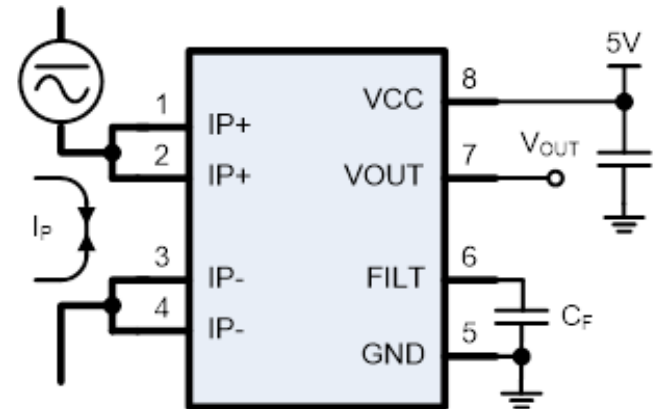 5V
8
VCC
1
IP+
VOUT
7
2
IP+
VOUT
IP
3
IP-
6
FILT
4
IP-
CF
5
GND